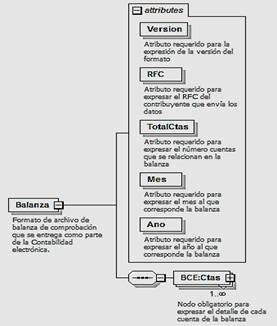 attributes
Version
Atributo requerido para la
expresión de la versión del
formato
RFC
Atributo requerido para
expresar el RFC del
contribuyente que envía los
datos
TotalCtas
Atributo requerido para
expresar el número cuentas
que se relacionan en la
balanza
Mes
Atributo requerido para
expresar el mes al que
corresponde la balanza
Ano
Atributo requerido para
expresar el año al que
corresponde la balanza
Balanza
Formato de archivo de
balanza de comprobación
que se entrega como parte
de la Contabilidad
electrónica.
BCE:Ctas
1..∞
Nodo obligatorio para
expresar el detalle de cada
cuenta de la balanza